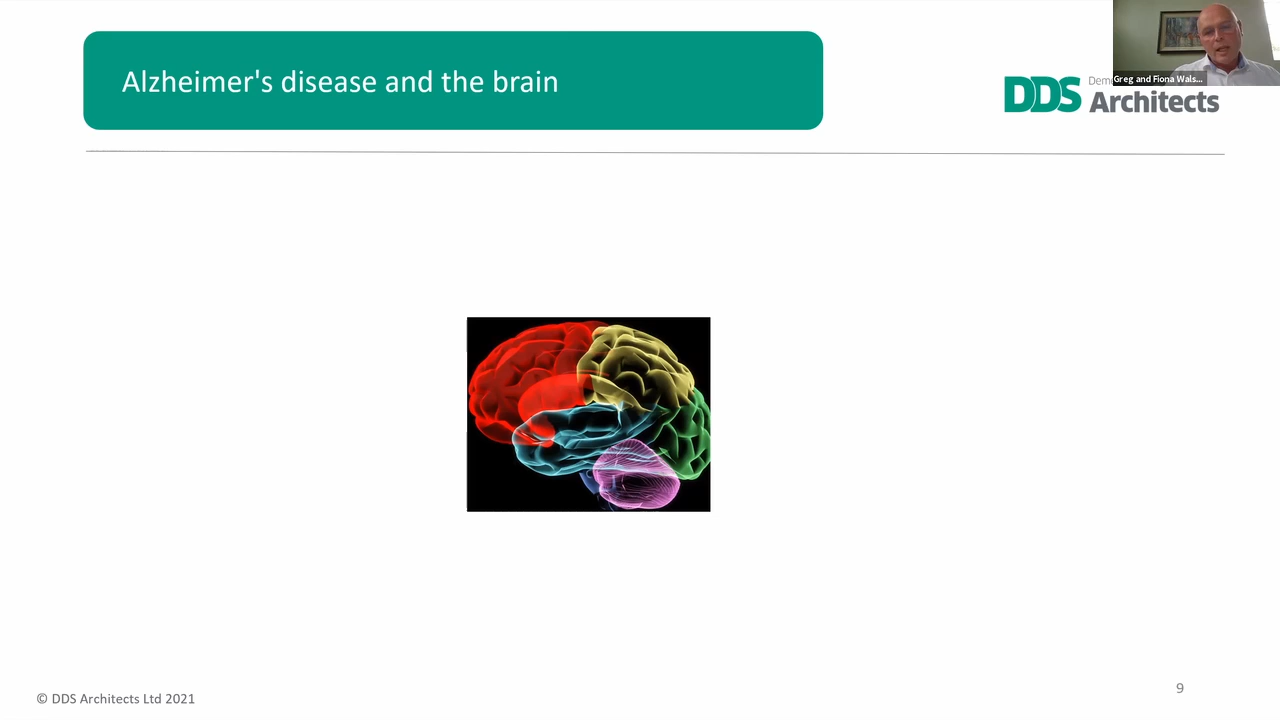 Alzheimer's disease and the brain
Greg and Fiona Wals...
DDS
Architects
© DDS Architects Ltd 2021
9